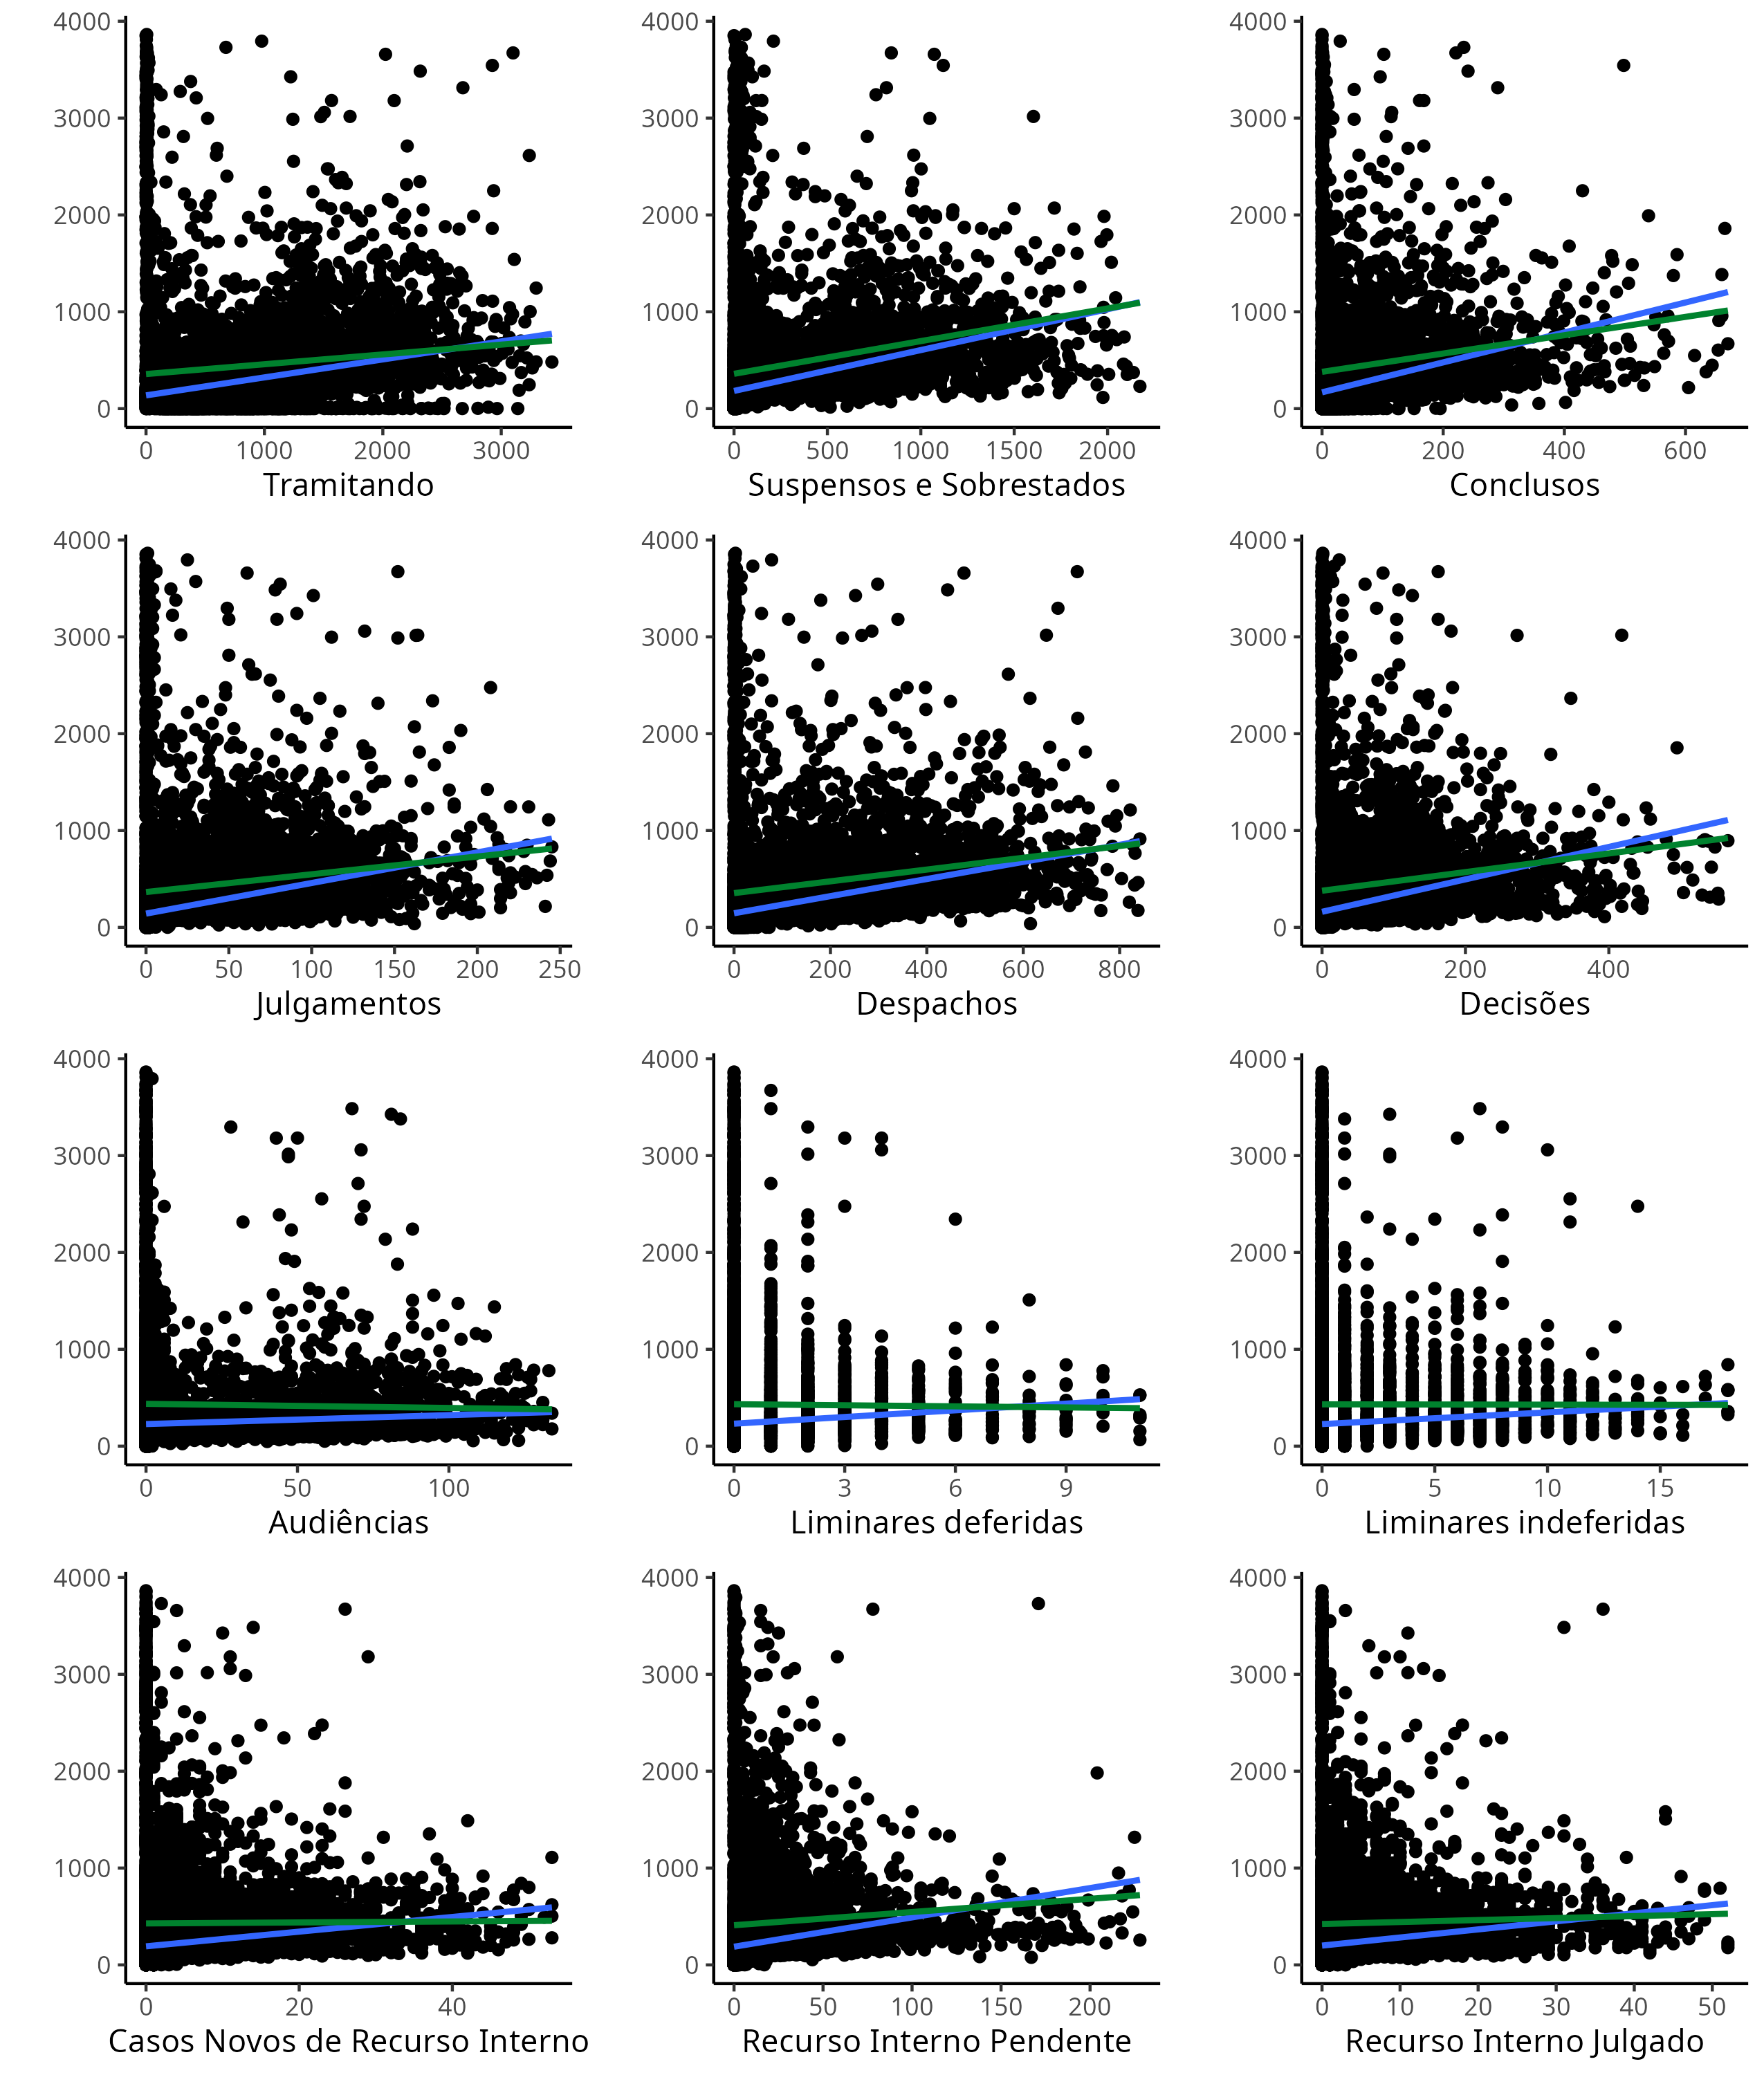 4000 4000 4000
3000 3000 3000
2000 2000 2000
1000 1000 1000
0 0 0
0 1000 2000 3000 0 500 1000 1500 2000 0 200 400 600
Tramitando Suspensos e Sobrestados Conclusos
4000 4000 4000
3000 3000 3000
2000 2000 2000
1000 1000 1000
0 0 0
0 50 100 150 200 250 0 200 400 600 800 0 200 400
Julgamentos Despachos Decisões
4000 4000 4000
3000 3000 3000
2000 2000 2000
1000 1000 1000
0 0 0
0 50 100 0 3 6 9 0 5 10 15
Audiências Liminares deferidas Liminares indeferidas
4000 4000 4000
3000 3000 3000
2000 2000 2000
1000 1000 1000
0 0 0
0 20 40 0 50 100 150 200 0 10 20 30 40 50
Casos Novos de Recurso Interno Recurso Interno Pendente Recurso Interno Julgado